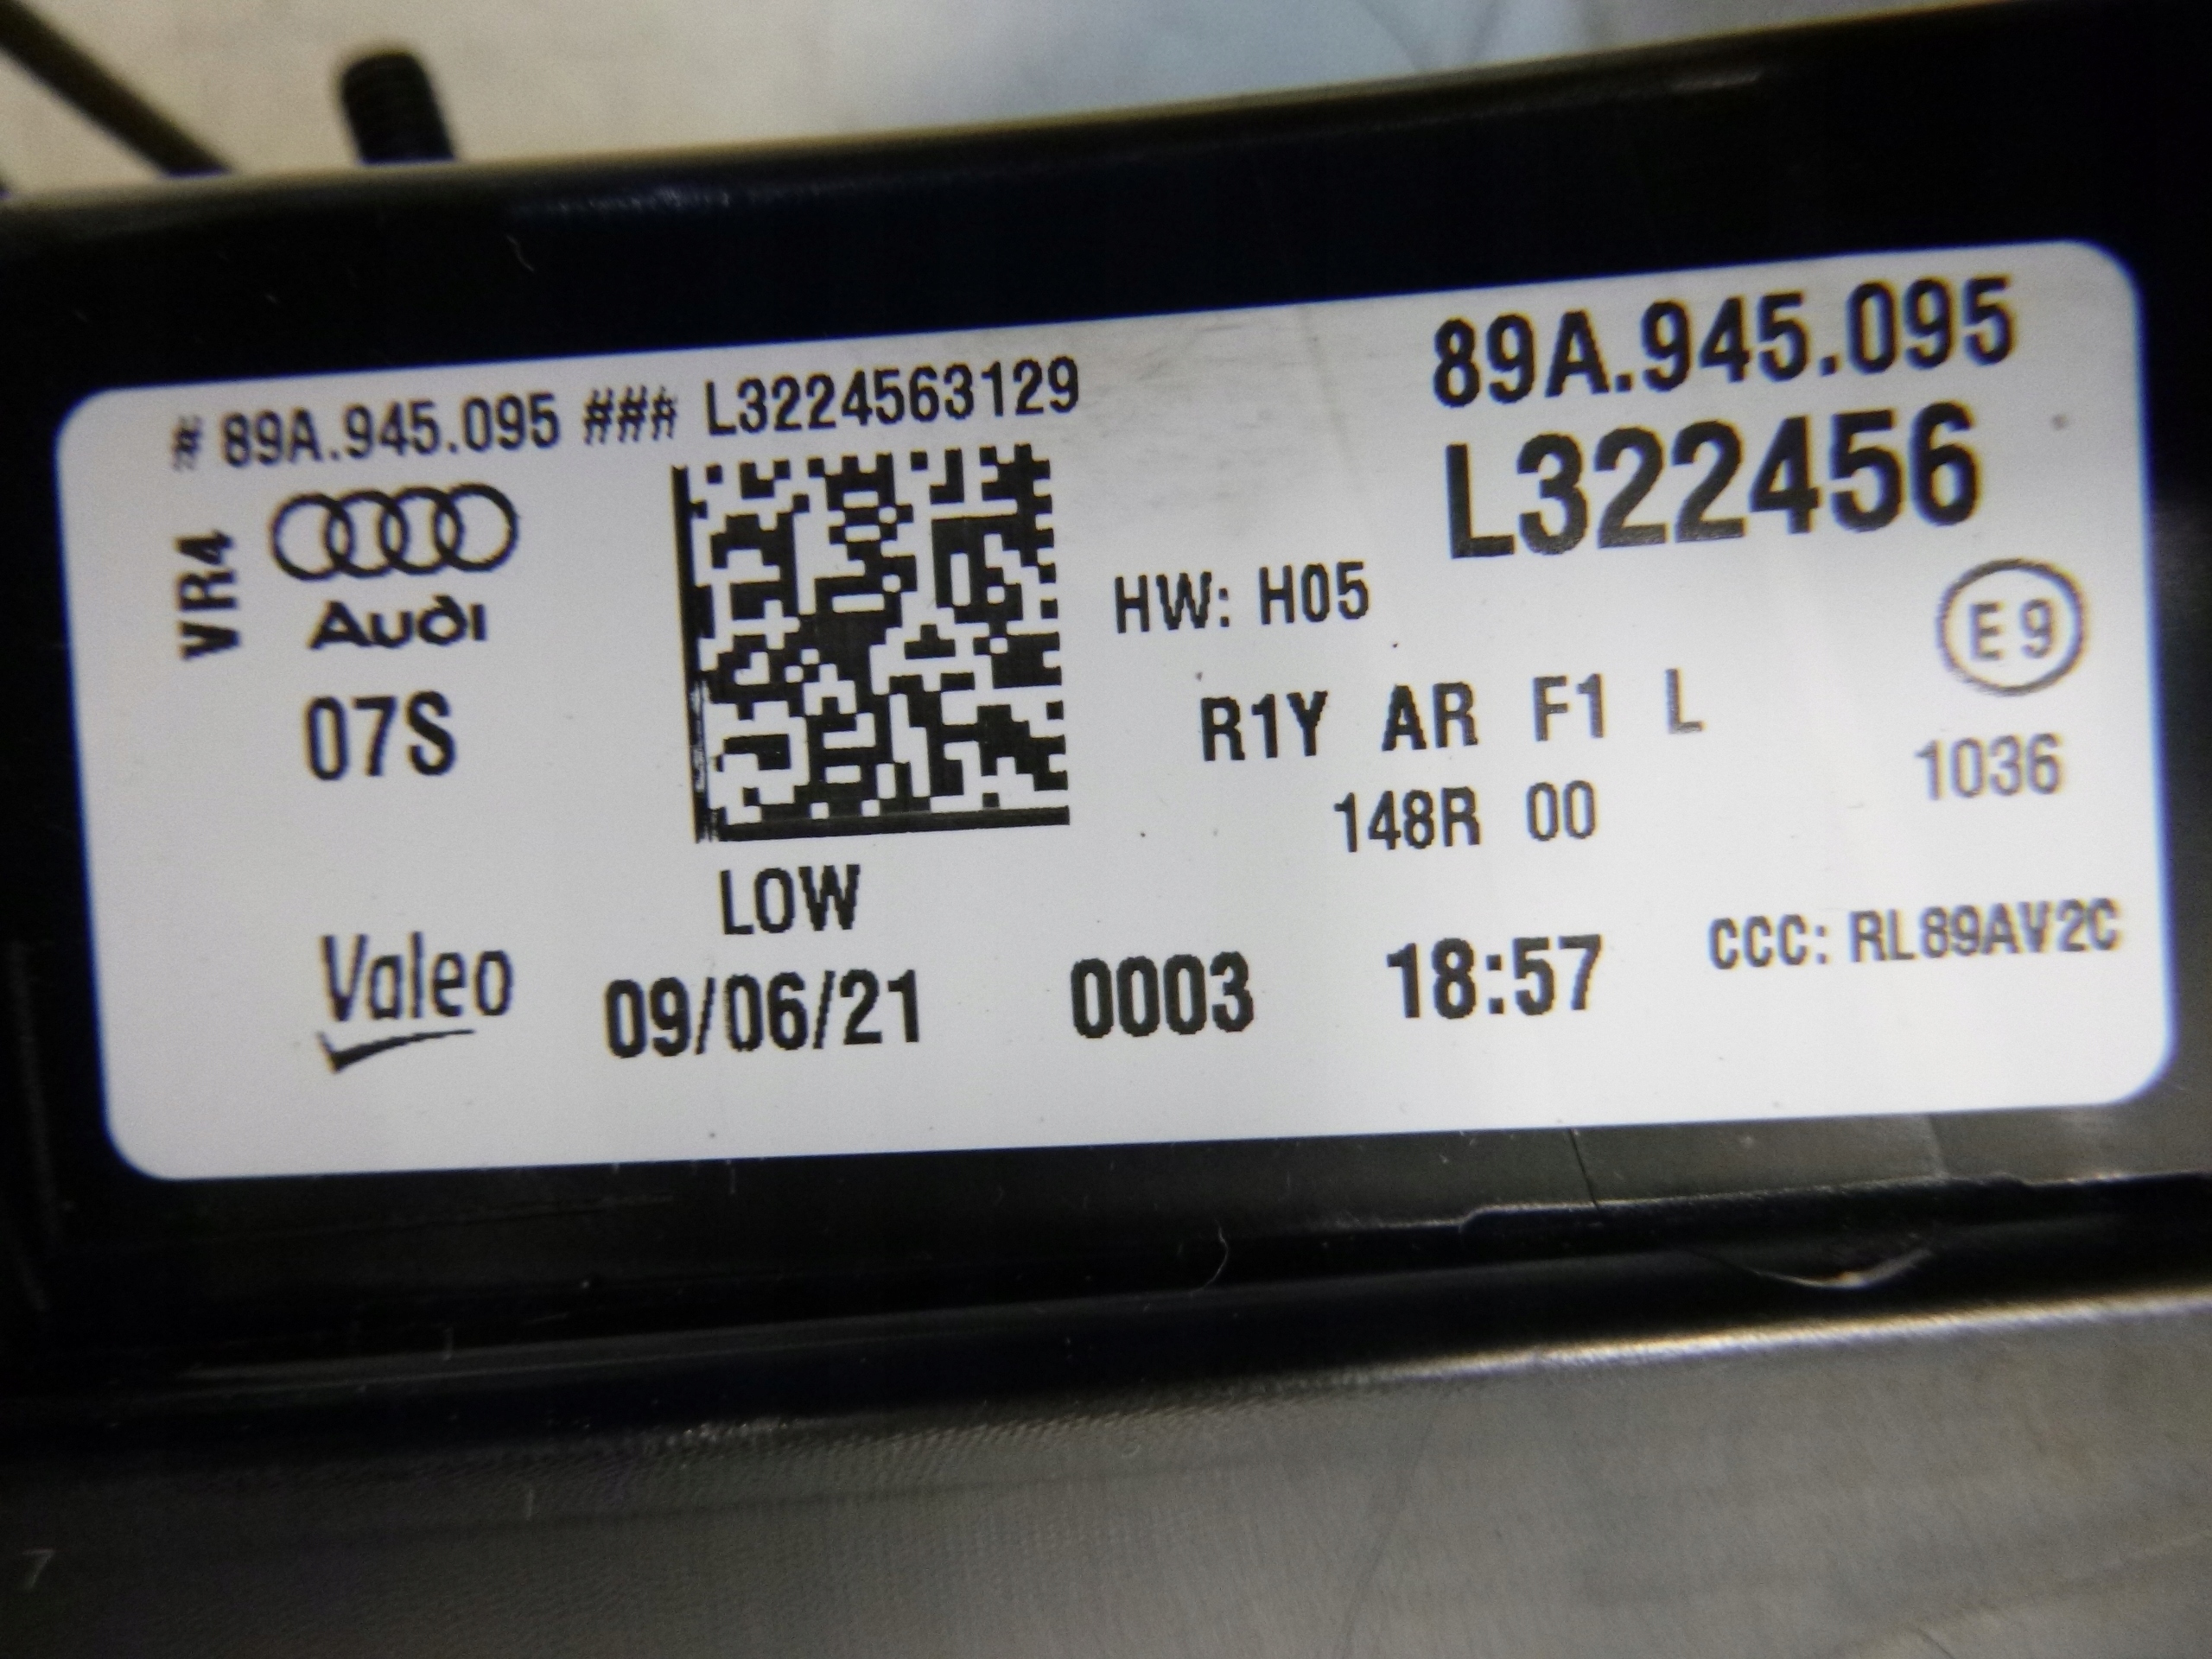 # 89A.945.095 ### L3224563129
89A.945.095
L322456
VR4
Audi
07S
HW: H05
E9
R1Y AR F1 L
148R 00
1036
LOW
Valeo
09/06/21 0003 18:57
CCC: RL89AV2C
7